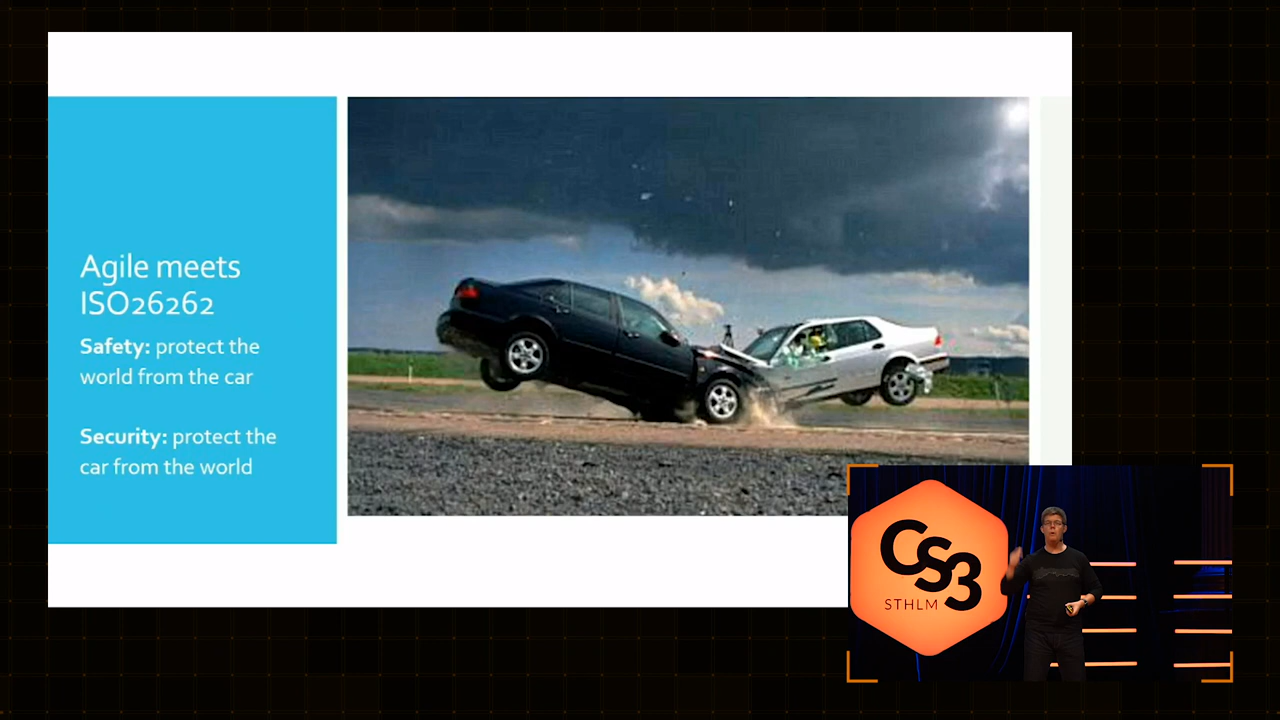 Agile meets
ISO26262
Safety: protect the
world from the car
Security: protect the
car from the world
CS3
STHLM